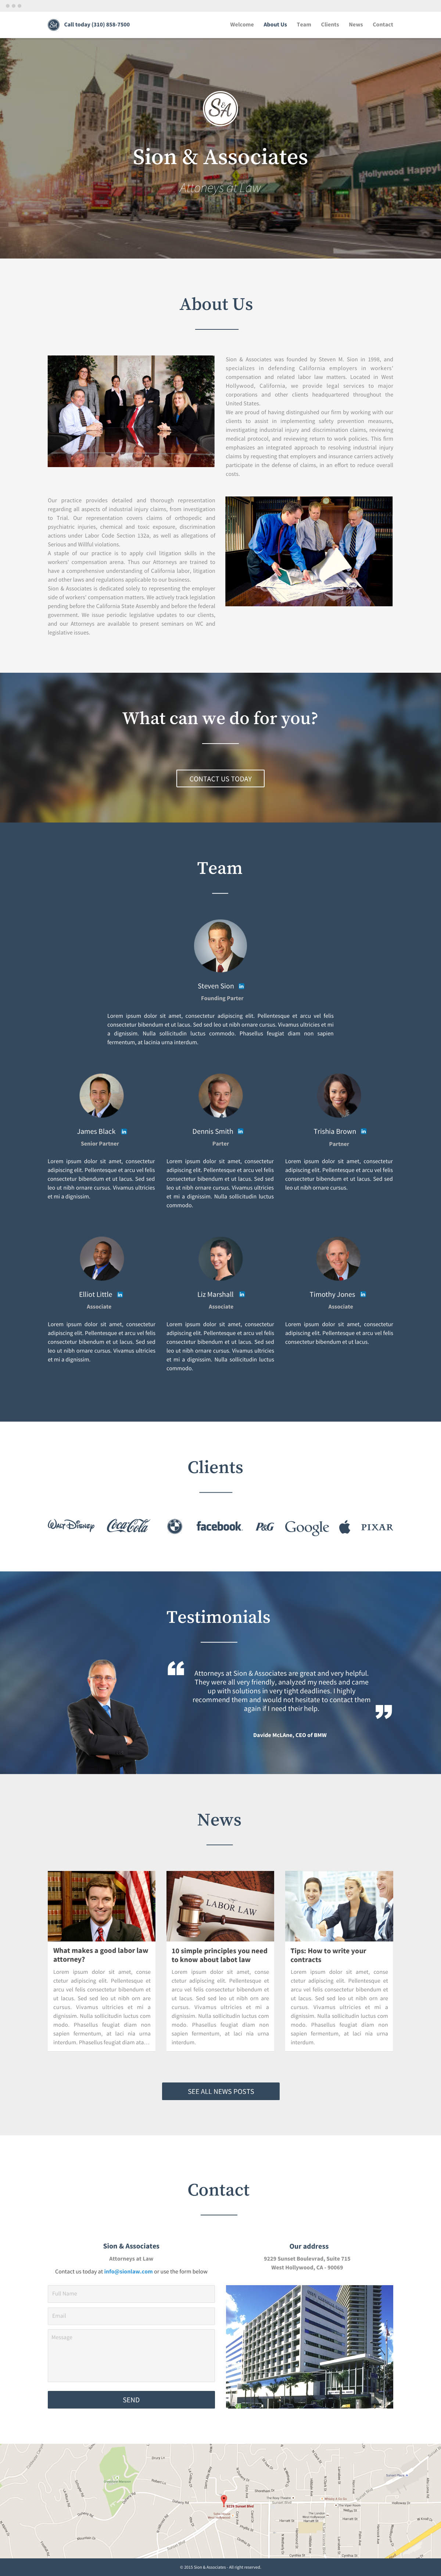 S&A Call today (310) 858-7500 Welcome About Us Team Clients News Contact
S&A
Sion & Associates
Attoneys at Law
Hollywood Happy
About Us
Sion & Associates was founded by Steven M. Sion in 1996, and
specializes in defending California employers in workers'
compensation and related labor law matters. Located in West
Hollywood, California, we provide legal services to major
corporations and other clients headquartered throughout the
United States.
We are proud of having distinguished our firm by working with our
clients to assist in implementing safety prevention measures,
investigating industrial injury and discrimination claims, reviewing
medical protocol, and reviewing return to work policies. This firm
emphasizes an integrated approach to resolving industrial injury
claims by requesting that employers and insurance carriers actively
participate in the defense of claims, in an effort to reduce overall
costs.
Our practice provides detailed and thorough representation
regarding all aspects of industrial injury claims, from investigation
to Trial. Our representation covers claims of orthopedic and
psychiatric injuries, chemical and toxic exposure, discrimination
actions under Labor Code Section 132a, as well as allegations of
Serious and Willful violations.
A staple of our practice is to apply civil litigation skills in the
workers' compensation arena. Thus our Attorneys are trained to
have a comprehensive understanding of California labor, litigation
and other laws and regulations applicable to our business.
Sion & Associates is dedicated solely to representing the employer
side of workers' compensation matters. We actively track legislation
pending before the California State Assembly and before the federal
government. We issue periodic legislative updates to our clients,
and our Attorneys are available to present seminars on WC and
legislative issues.
What can we do for you?
CONTACT US TODAY
Team
Steven Sion in
Founding Parter
Lorem ipsum dolor sit amet, consectetur adipiscing elit. Pellentesque et arcu vel felis
consectetur bibendum et ut lacus. Sed sed leo ut nibh ornare cursus. Vivamus ultricies et mi
a dignissim. Nulla sollicitudin luctus commodo. Phasellus feugiat diam non sapien
fermentum, at lacinia urna interdum.
James Black in
Senior Partner
Lorem ipsum dolor sit amet, consectetur
adipiscing elit. Pellentesque et arcu vel felis
consectetur bibendum et ut lacus. Sed sed
leo ut nibh ornare cursus. Vivamus ultricies
et mi a dignissim.
Dennis Smith in
Parter
Lorem ipsum dolor sit amet, consectetur
adipiscing elit. Pellentesque et arcu vel felis
consectetur bibendum et ut lacus. Sed sed
leo ut nibh ornare cursus. Vivamus ultricies
et mi a dignissim. Nulla sollicitudin luctus
commodo.
Trishia Brown in
Partner
Lorem ipsum dolor sit amet, consectetur
adipiscing elit. Pellentesque et arcu vel felis
consectetur bibendum et ut lacus. Sed sed
leo ut nibh ornare cursus.
Elliot Little in
Associate
Lorem ipsum dolor sit amet, consectetur
adipiscing elit. Pellentesque et arcu vel felis
consectetur bibendum et ut lacus. Sed sed
leo ut nibh ornare cursus. Vivamus ultricies
et mi a dignissim.
Liz Marshall in
Associate
Lorem ipsum dolor sit amet, consectetur
adipiscing elit. Pellentesque et arcu vel felis
consectetur bibendum et ut lacus. Sed sed
leo ut nibh ornare cursus. Vivamus ultricies
et mi a dignissim. Nulla sollicitudin luctus
commodo.
Timothy Jones in
Associate
Lorem ipsum dolor sit amet, consectetur
adipiscing elit. Pellentesque et arcu vel felis
consectetur bibendum et ut lacus.
Clients
Walt Disney Coca-Cola BMW facebook P&G Google PIXAR
Testimonials
Attorneys at Sion & Associates are great and very helpful.
They were all very friendly, analyzed my needs and came
up with solutions in very tight deadlines. I highly
recommend them and would not hesitate to contact them
again if I need their help.
Davide McLAne, CEO of BMW
News
What makes a good labor law
attorney?
Lorem ipsum dolor sit amet, conse
ctetur adipiscing elit. Pellentesque et
arcu vel felis consectetur bibendum et
ut lacus. Sed sed leo ut nibh orn are
cursus. Vivamus ultricies et mi a
dignissim. Nulla sollicitudin luctus com
modo. Phasellus feugiat diam non
sapien fermentum, at laci nia urna
interdum. Phasellus feugiat diam ata...
LABOR LAW
10 simple principles you need
to know about labot law
Lorem ipsum dolor sit amet, conse
ctetur adipiscing elit. Pellentesque et
arcu vel felis consectetur bibendum et
ut lacus. Sed sed leo ut nibh orn are
cursus. Vivamus ultricies et mi a
dignissim. Nulla sollicitudin luctus com
modo. Phasellus feugiat diam non
sapien fermentum, at laci nia urna
interdum.
Tips: How to write your
contracts
Lorem ipsum dolor sit amet, conse
ctetur adipiscing elit. Pellentesque et
arcu vel felis consectetur bibendum et
ut lacus. Sed sed leo ut nibh orn are
cursus. Vivamus ultricies et mi a
dignissim. Nulla sollicitudin luctus com
modo. Phasellus feugiat diam non
sapien fermentum, at laci nia urna
interdum.
SEE ALL NEWS POSTS
Contact
Sion & Associates
Attorneys at Law
Contact us today at info@sionlaw.com or use the form below
Full Name
Email
Message
SEND
Our address
9229 Sunset Boulevrad, Suite 715
West Hollywood, CA - 90069
9229 Sunset Blvd
© 2015 Sion & Associates - All right reserved.